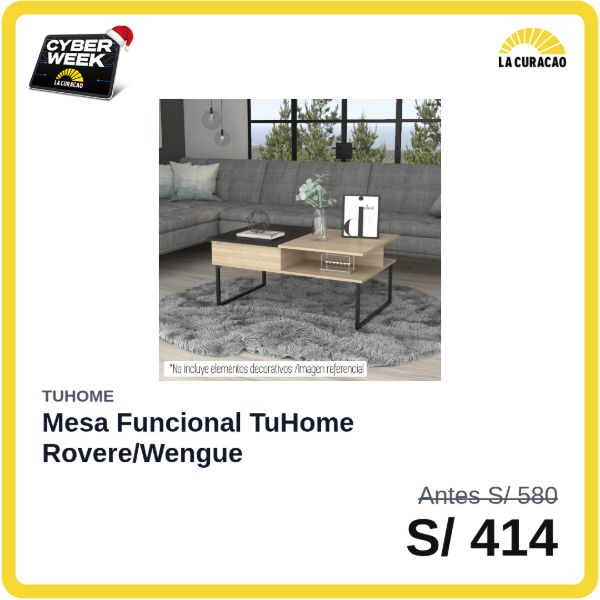 CYBER
WEEK
LA CURACAO
LA CURACAO
d
*No incluye elementos decorativos /Imagen referencial
TUHOME
Mesa Funcional TuHome
Rovere/Wengue
Antes S/ 580
S/ 414